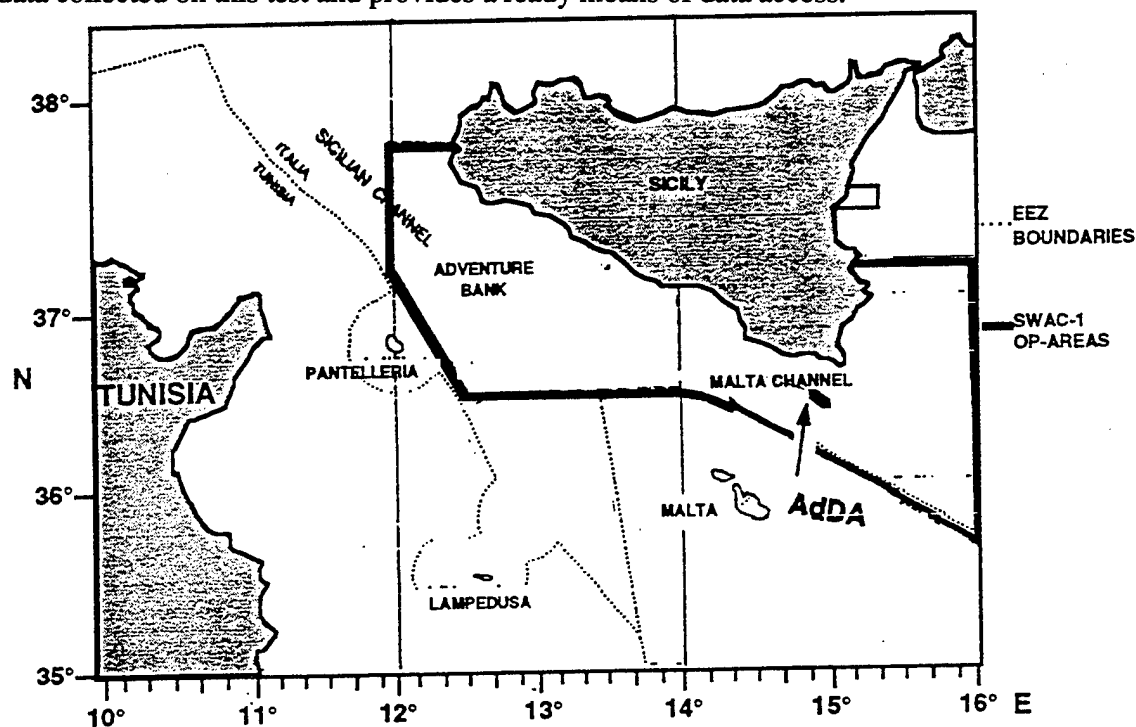 data collected on this test and provides a ready means of data access.
38°
37°
36°
35°
N
ITALIA
TUNISIA
SICILIAN CHANNEL
SICILY
ADVENTURE
BANK
EEZ
BOUNDARIES
SWAC-1
OP-AREAS
PANTELLERIA
TUNISIA
MALTA CHANNEL
MALTA
AdDA
LAMPEDUSA
10°
11°
12°
13°
14°
15°
16°
E